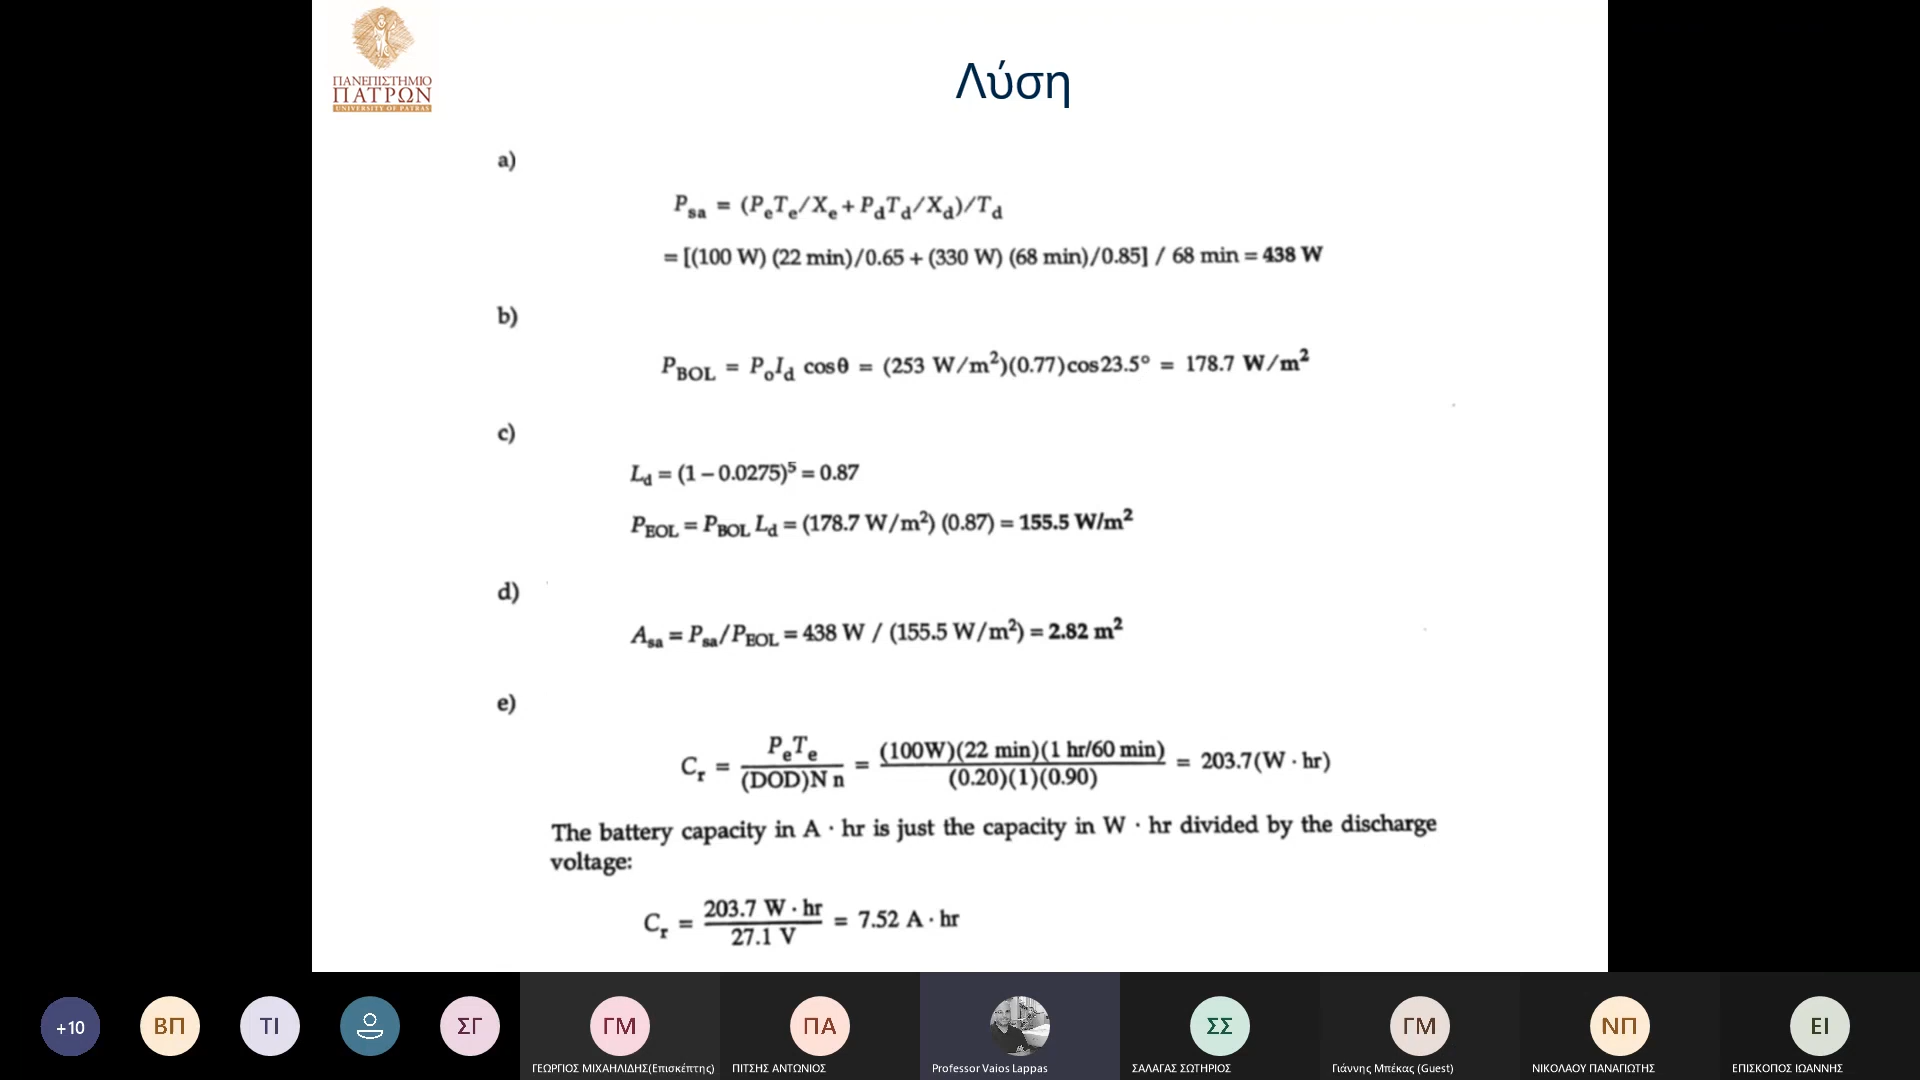 ΠΑΝΕΠΙΣΤΗΜΙΟ
ΠΑΤΡΩΝ
UNIVERSITY OF PATRAS
Λύση
a)
P_sa = (P_e T_e/X_e + P_d T_d/X_d)/T_d
= [(100 W) (22 min)/0.65 + (330 W) (68 min)/0.85] / 68 min = 438 W
b)
P_BOL = P_o I_d cosθ = (253 W/m²)(0.77)cos23.5° = 178.7 W/m²
c)
L_d = (1 – 0.0275)⁵ = 0.87
P_EOL = P_BOL L_d = (178.7 W/m²) (0.87) = 155.5 W/m²
d)
A_sa = P_sa/P_EOL = 438 W / (155.5 W/m²) = 2.82 m²
e)
C_r = P_e T_e / (DOD)N n = (100W)(22 min)(1 hr/60 min) / (0.20)(1)(0.90) = 203.7(W · hr)
The battery capacity in A · hr is just the capacity in W · hr divided by the discharge
voltage:
C_r = 203.7 W · hr / 27.1 V = 7.52 A · hr
+10
ΒΠ
ΤΙ
ΣΓ
ΓΜ
ΠΑ
ΣΣ
ΓΜ
ΝΠ
ΕΙ
ΓΕΩΡΓΙΟΣ ΜΙΧΑΗΛΙΔΗΣ(Επισκέπτης)
ΠΙΤΣΗΣ ΑΝΤΩΝΙΟΣ
Professor Vaios Lappas
ΣΑΛΑΓΑΣ ΣΩΤΗΡΙΟΣ
Γιάννης Μπέκας (Guest)
ΝΙΚΟΛΑΟΥ ΠΑΝΑΓΙΩΤΗΣ
ΕΠΙΣΚΟΠΟΣ ΙΩΑΝΝΗΣ